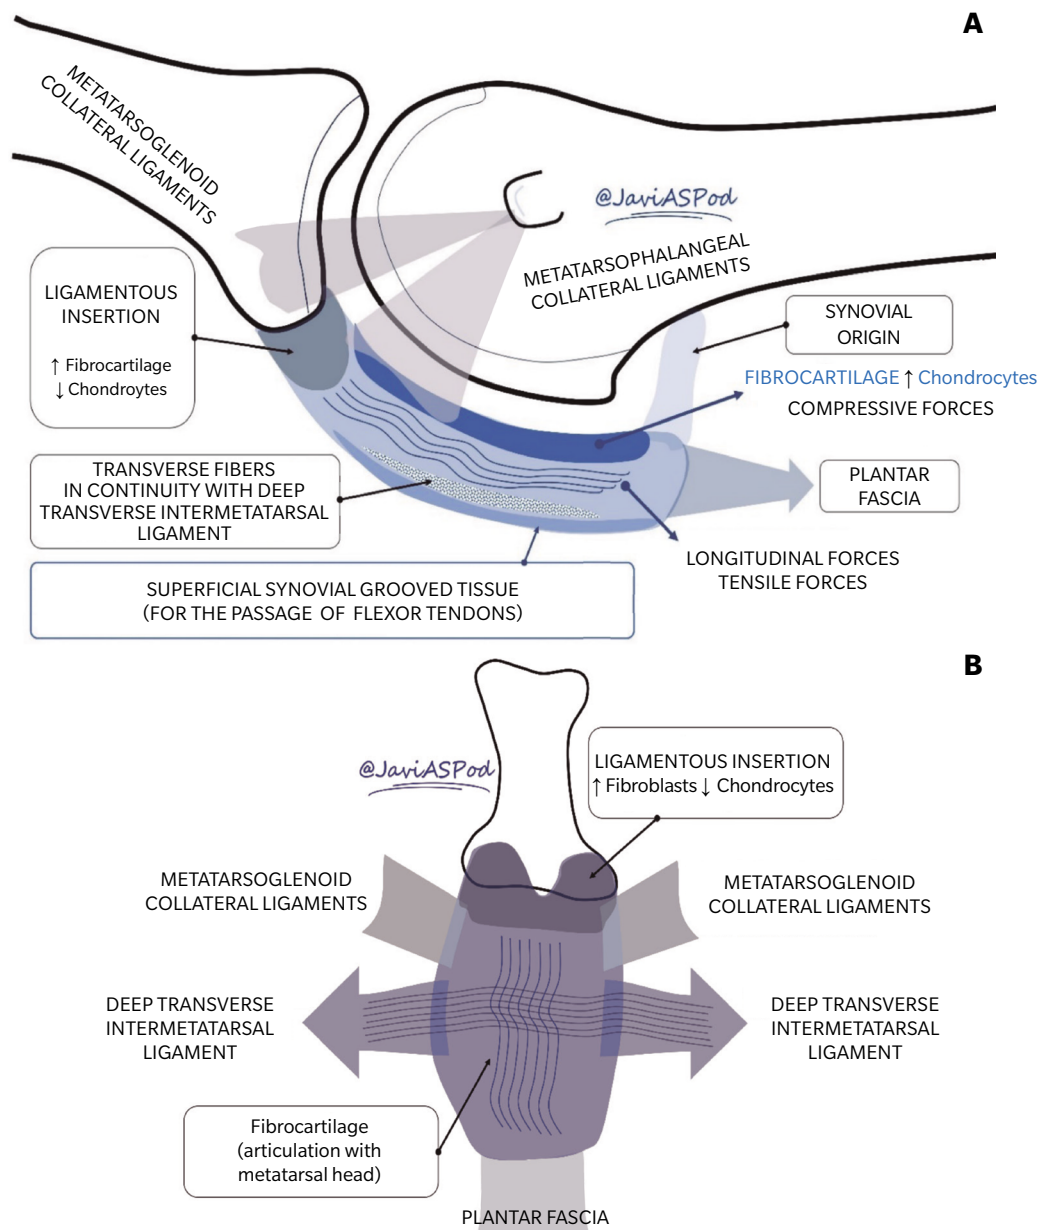 A
METATARSOGLENOID
COLLATERAL LIGAMENTS
@JaviASPod
METATARSOPHALANGEAL
COLLATERAL LIGAMENTS
LIGAMENTOUS
INSERTION
↑ Fibrocartilage
↓ Chondroytes
SYNOVIAL
ORIGIN
FIBROCARTILAGE ↑ Chondrocytes
COMPRESSIVE FORCES
TRANSVERSE FIBERS
IN CONTINUITY WITH DEEP
TRANSVERSE INTERMETATARSAL
LIGAMENT
PLANTAR
FASCIA
LONGITUDINAL FORCES
TENSILE FORCES
SUPERFICIAL SYNOVIAL GROOVED TISSUE
(FOR THE PASSAGE OF FLEXOR TENDONS)
B
@JaviASPod
LIGAMENTOUS INSERTION
↑ Fibroblasts ↓ Chondrocytes
METATARSOGLENOID
COLLATERAL LIGAMENTS
METATARSOGLENOID
COLLATERAL LIGAMENTS
DEEP TRANSVERSE
INTERMETATARSAL
LIGAMENT
DEEP TRANSVERSE
INTERMETATARSAL
LIGAMENT
Fibrocartilage
(articulation with
metatarsal head)
PLANTAR FASCIA